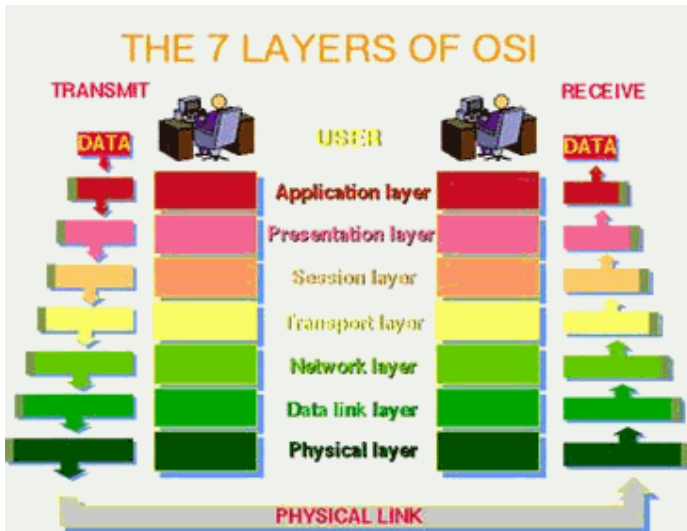 THE 7 LAYERS OF OSI
TRANSMIT
RECEIVE
DATA
USER
DATA
Application layer
Presentation layer
Session layer
Transport layer
Network layer
Data link layer
Physical layer
PHYSICAL LINK